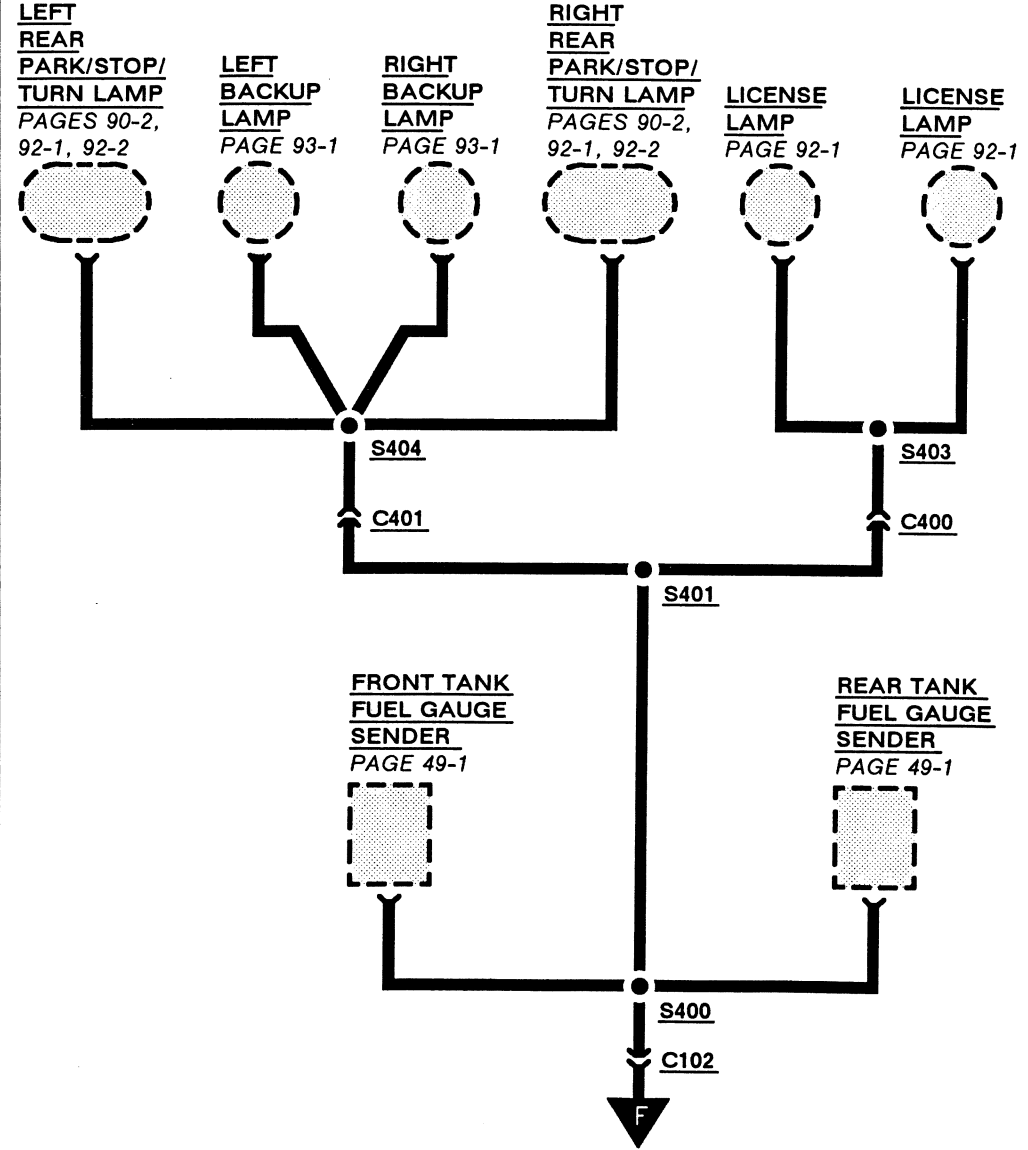 LEFT
REAR
PARK/STOP/
TURN LAMP
PAGES 90-2,
92-1, 92-2
LEFT
BACKUP
LAMP
PAGE 93-1
RIGHT
BACKUP
LAMP
PAGE 93-1
RIGHT
REAR
PARK/STOP/
TURN LAMP
PAGES 90-2,
92-1, 92-2
LICENSE
LAMP
PAGE 92-1
LICENSE
LAMP
PAGE 92-1
S404
S403
C401
C400
S401
FRONT TANK
FUEL GAUGE
SENDER
PAGE 49-1
REAR TANK
FUEL GAUGE
SENDER
PAGE 49-1
S400
C102
F